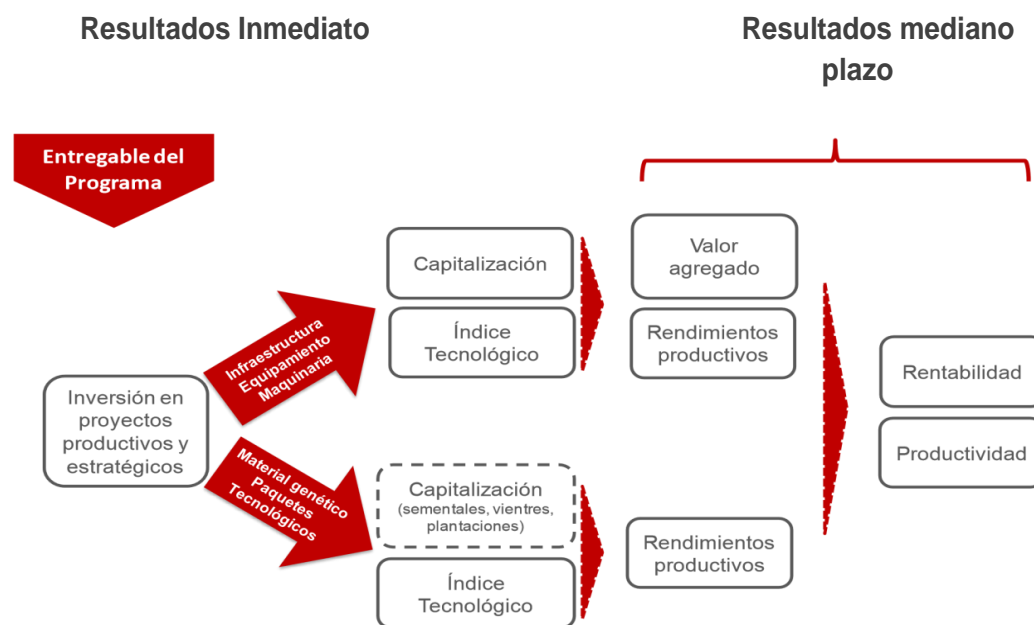 Resultados Inmediato
Resultados mediano
plazo
Entregable del
Programa
Inversión en
proyectos
productivos y
estratégicos
Infraestructura
Equipamiento
Maquinaria
Material genético
Paquetes
Tecnológicos
Capitalización
Índice
Tecnológico
Capitalización
(sementales, vientres,
plantaciones)
Índice
Tecnológico
Valor
agregado
Rendimientos
productivos
Rendimientos
productivos
Rentabilidad
Productividad